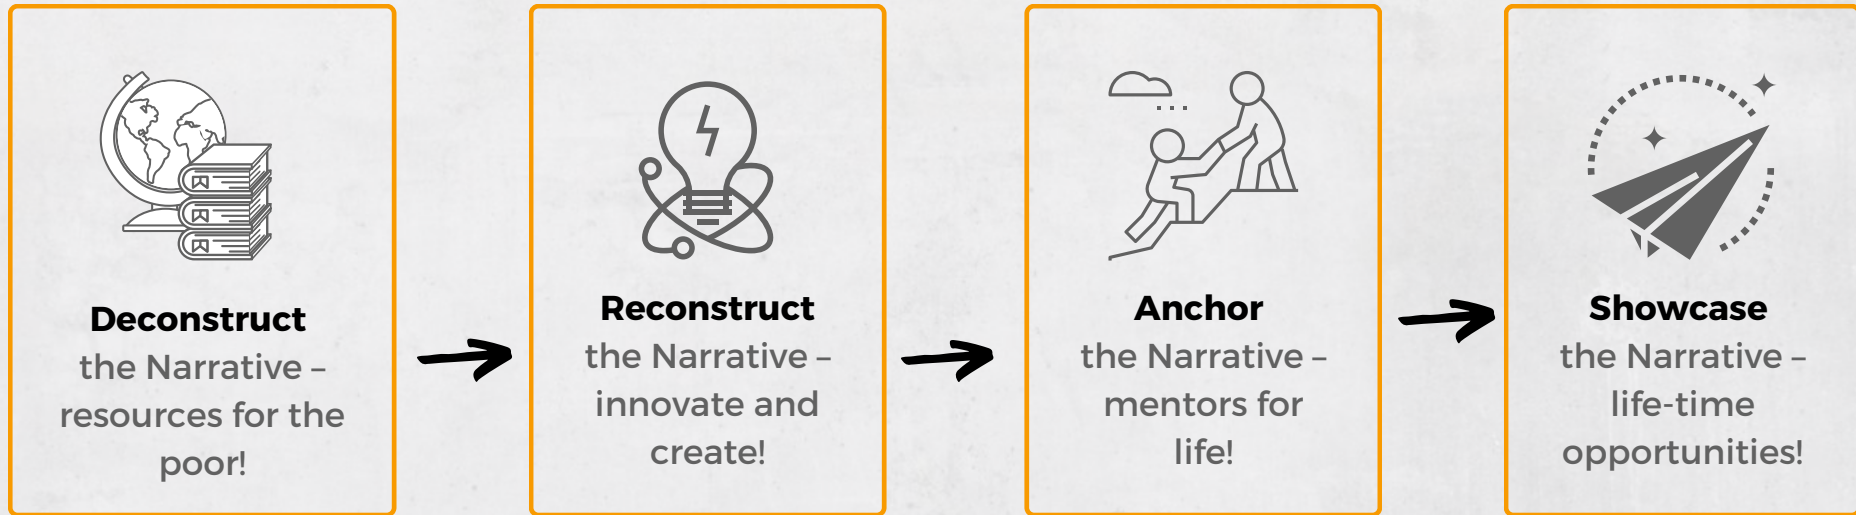 Deconstruct
the Narrative –
resources for the
poor!
Reconstruct
the Narrative –
innovate and
create!
Anchor
the Narrative –
mentors for
life!
Showcase
the Narrative –
life-time
opportunities!